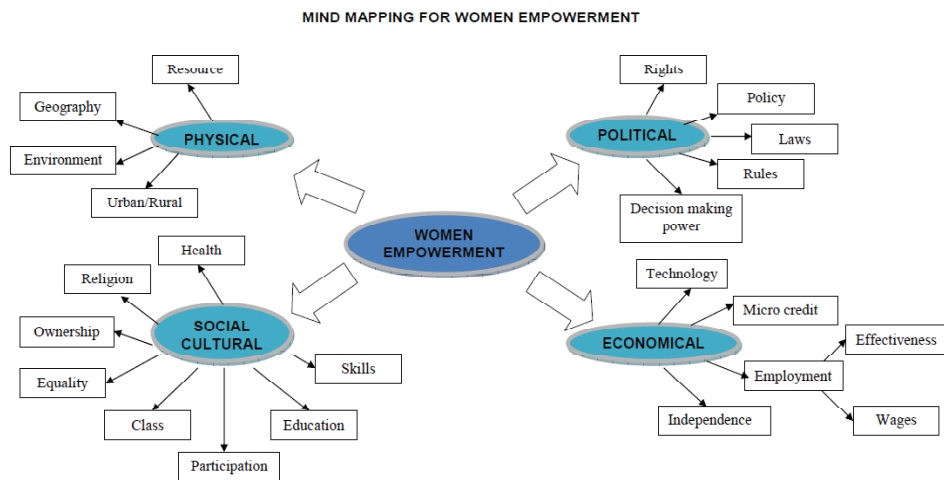 MIND MAPPING FOR WOMEN EMPOWERMENT
Resource
Geography
PHYSICAL
Environment
Urban/Rural
Rights
Policy
POLITICAL
Laws
Rules
Decision making
power
WOMEN
EMPOWERMENT
Health
Religion
Ownership
SOCIAL
CULTURAL
Equality
Skills
Class
Education
Participation
Technology
Micro credit
ECONOMICAL
Effectiveness
Employment
Independence
Wages